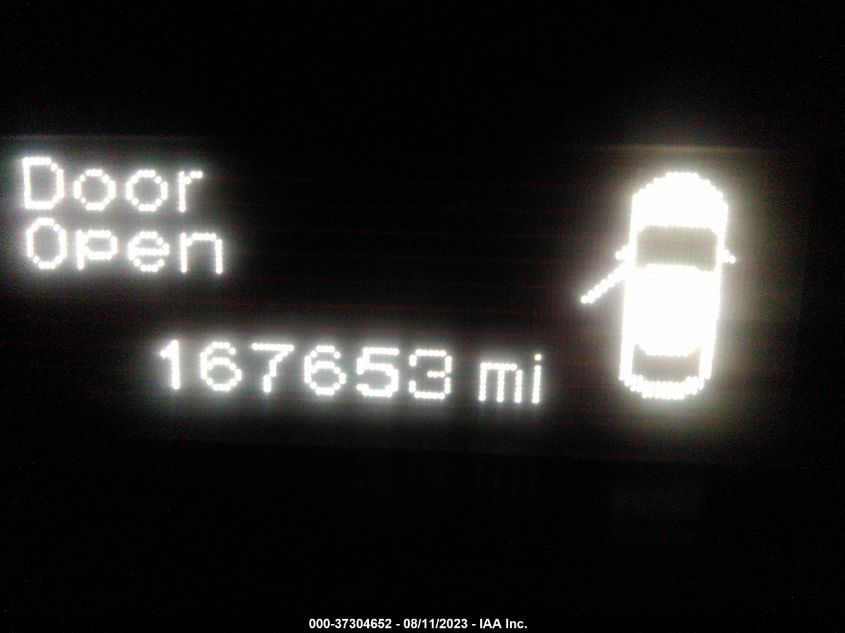 Door
Open
167653 mi
000-37304652 - 08/11/2023 - IAA Inc.